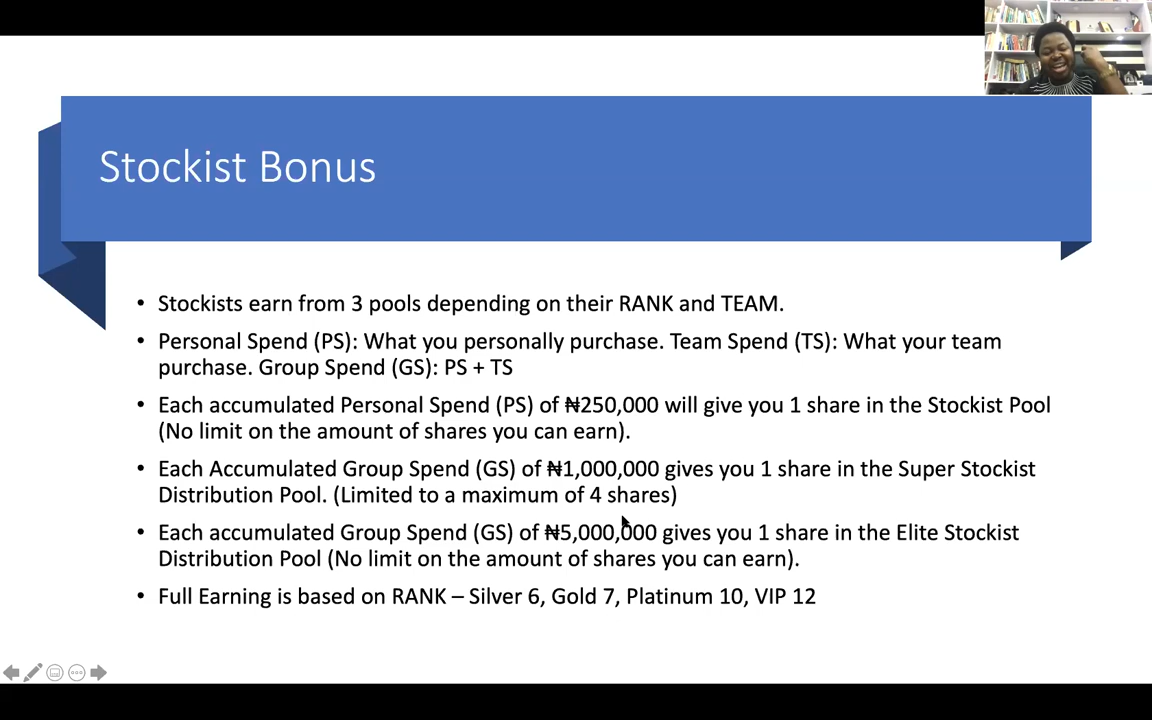 Stockist Bonus
• Stockists earn from 3 pools depending on their RANK and TEAM.
• Personal Spend (PS): What you personally purchase. Team Spend (TS): What your team
purchase. Group Spend (GS): PS + TS
• Each accumulated Personal Spend (PS) of ₦250,000 will give you 1 share in the Stockist Pool
(No limit on the amount of shares you can earn).
• Each Accumulated Group Spend (GS) of ₦1,000,000 gives you 1 share in the Super Stockist
Distribution Pool. (Limited to a maximum of 4 shares)
• Each accumulated Group Spend (GS) of ₦5,000,000 gives you 1 share in the Elite Stockist
Distribution Pool (No limit on the amount of shares you can earn).
• Full Earning is based on RANK – Silver 6, Gold 7, Platinum 10, VIP 12